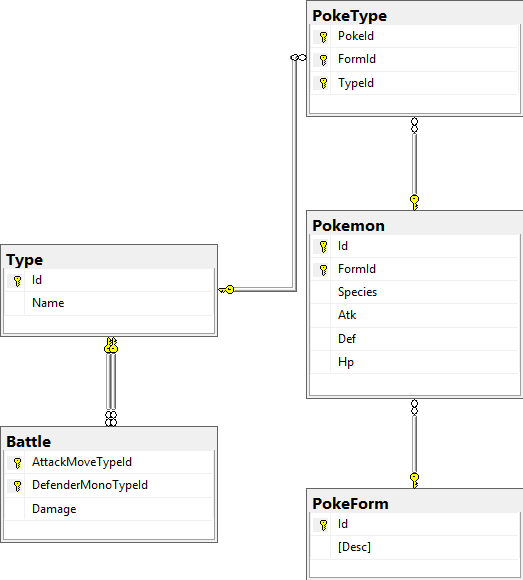 PokeType
PokeId
FormId
TypeId
Pokemon
Id
FormId
Species
Atk
Def
Hp
Type
Id
Name
Battle
AttackMoveTypeId
DefenderMonoTypeId
Damage
PokeForm
Id
[Desc]